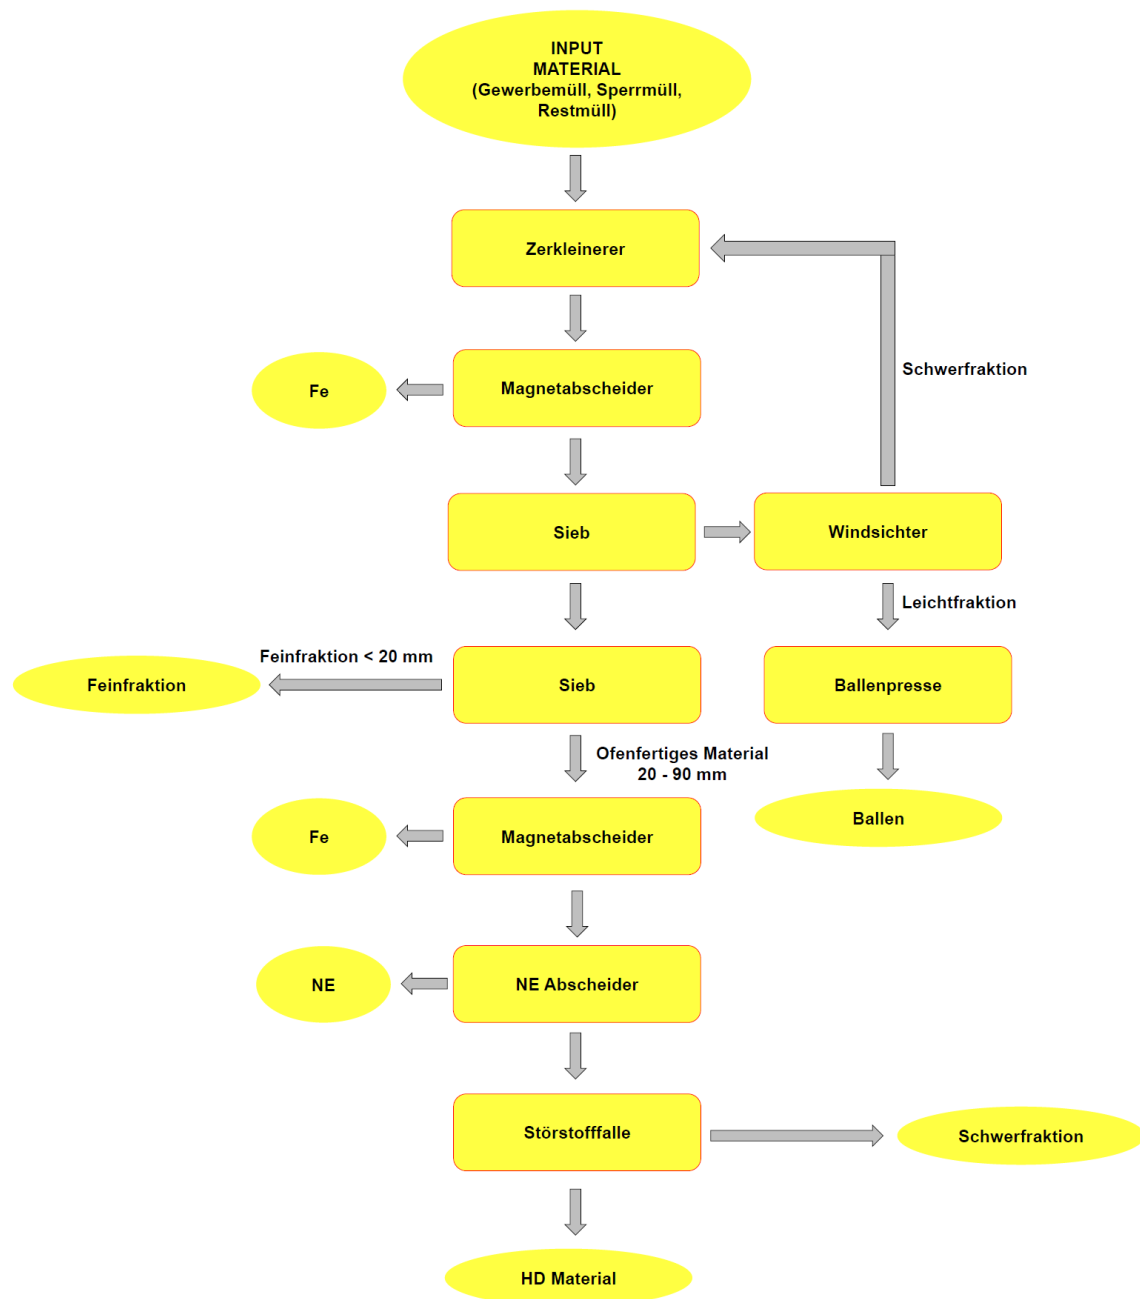 INPUT
MATERIAL
(Gewerbemüll, Sperrmüll,
Restmüll)
Zerkleinerer
Schwerfraktion
Fe
Magnetabscheider
Sieb
Windsichter
Leichtfraktion
Feinfraktion < 20 mm
Feinfraktion
Sieb
Ballenpresse
Ofenfertiges Material
20 - 90 mm
Fe
Magnetabscheider
Ballen
NE
NE Abscheider
Störstofffalle
Schwerfraktion
HD Material